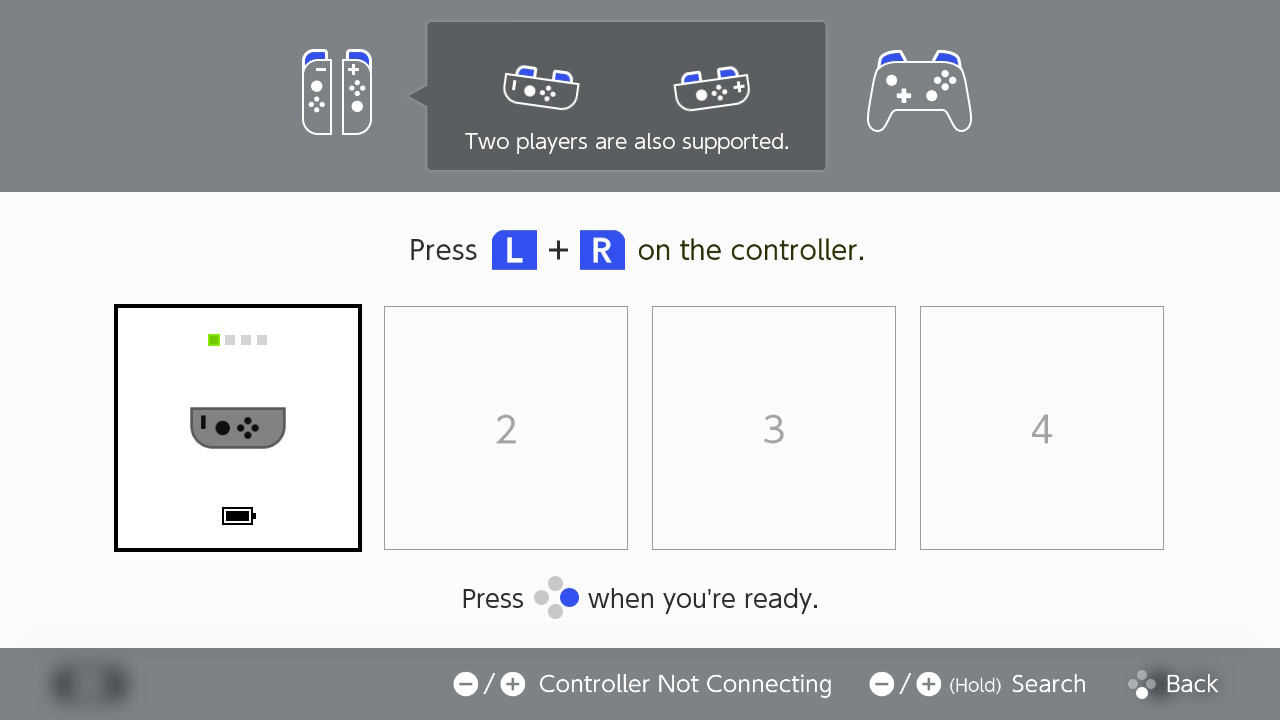 Two players are also supported.
Press L + R on the controller.
2
3
4
Press when you're ready.
−/+ Controller Not Connecting
−/+ (Hold) Search
Back